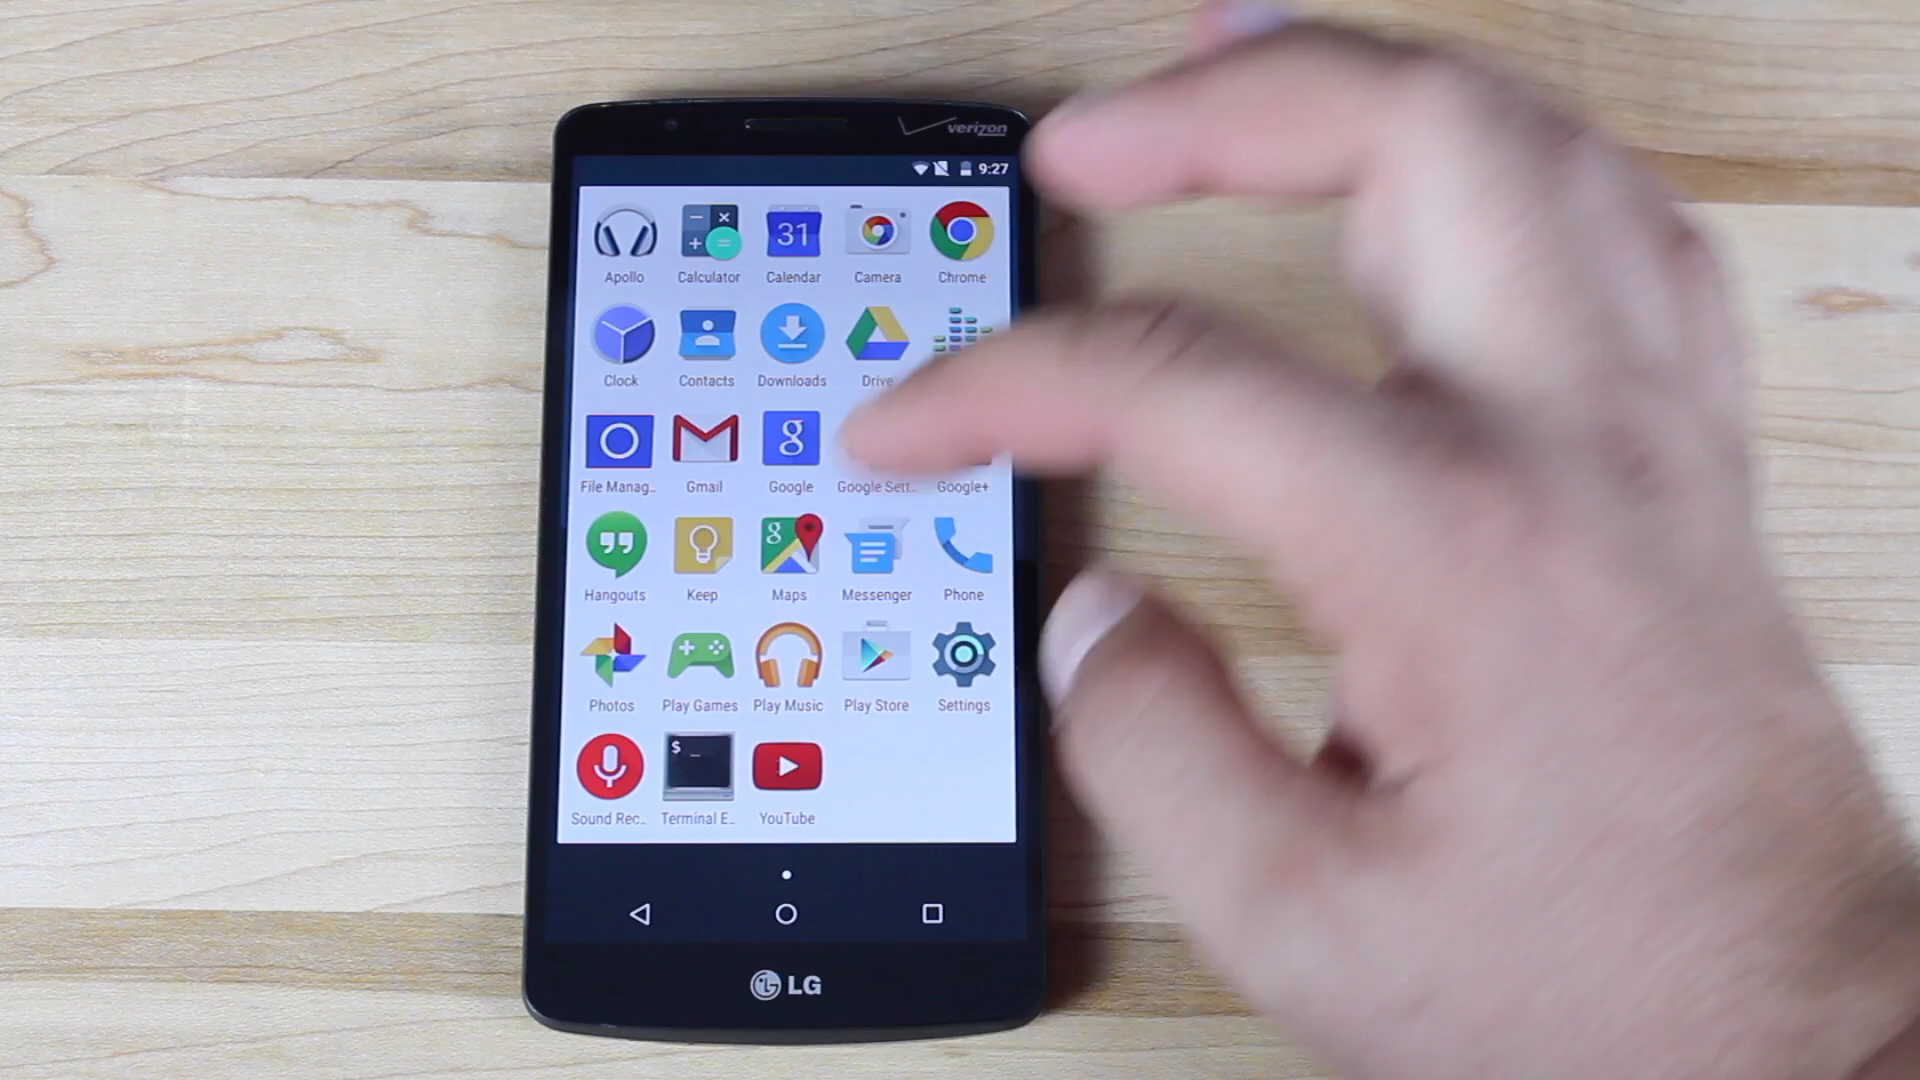 verizon
9:27
31
Apollo Calculator Calendar Camera Chrome
Clock Contacts Downloads Drive
g
File Manag.. Gmail Google Google Sett.. Google+
g
Hangouts Keep Maps Messenger Phone
Photos Play Games Play Music Play Store Settings
$ _
Sound Rec.. Terminal E.. YouTube
LG